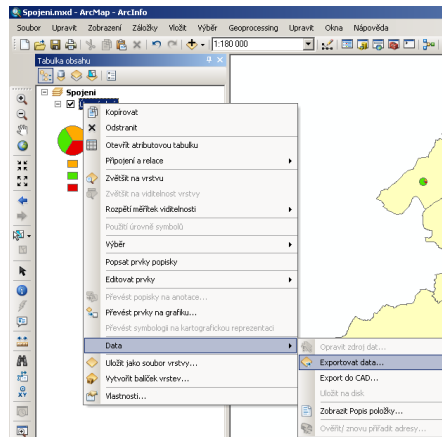 Spojeni.mxd - ArcMap - ArcInfo
Soubor Upravit Zobrazení Záložky Vložit Výběr Geoprocessing Upravit Okna Nápověda
1:180 000
Tabulka obsahu
Spojeni
Kopírovat
Odstranit
Otevřít atributovou tabulku
Připojení a relace
Zvětšit na vrstvu
Zvětšit na viditelnost vrstvy
Rozpětí měřítek viditelnosti
Použití úrovně symbolů
Výběr
Popsat prvky popisky
Editovat prvky
Převést popisky na anotace...
Převést prvky na grafiku...
Převést symbologii na kartografickou reprezentaci
Data
Opravit zdroj dat...
Uložit jako soubor vrstvy...
Exportovat data...
Vytvořit balíček vrstev...
Export do CAD...
Vlastnosti...
Uložit na disk
Zobrazit Popis položky...
Ověřit/ znovu přiřadit adresy...